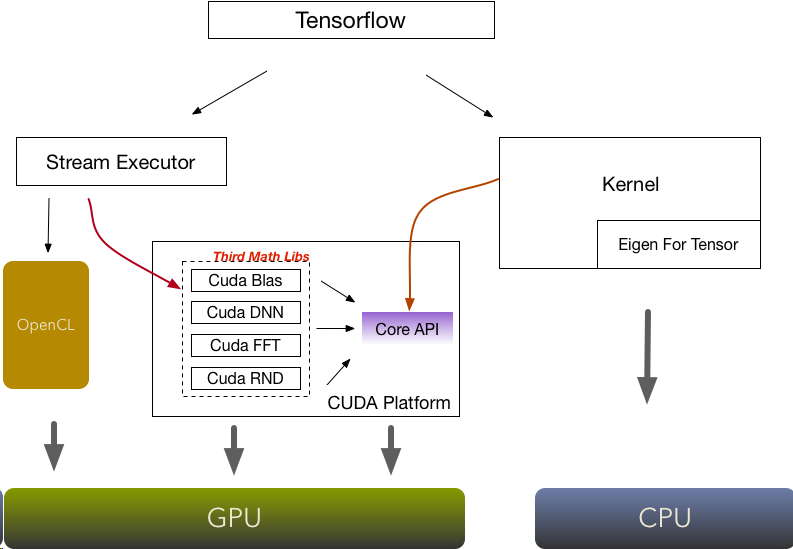 Tensorflow
Stream Executor
Kernel
Eigen For Tensor
OpenCL
Third Math Libs
Cuda Blas
Cuda DNN
Cuda FFT
Cuda RND
Core API
CUDA Platform
GPU
CPU